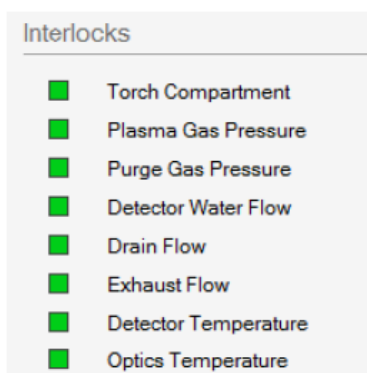 Interlocks
Torch Compartment
Plasma Gas Pressure
Purge Gas Pressure
Detector Water Flow
Drain Flow
Exhaust Flow
Detector Temperature
Optics Temperature